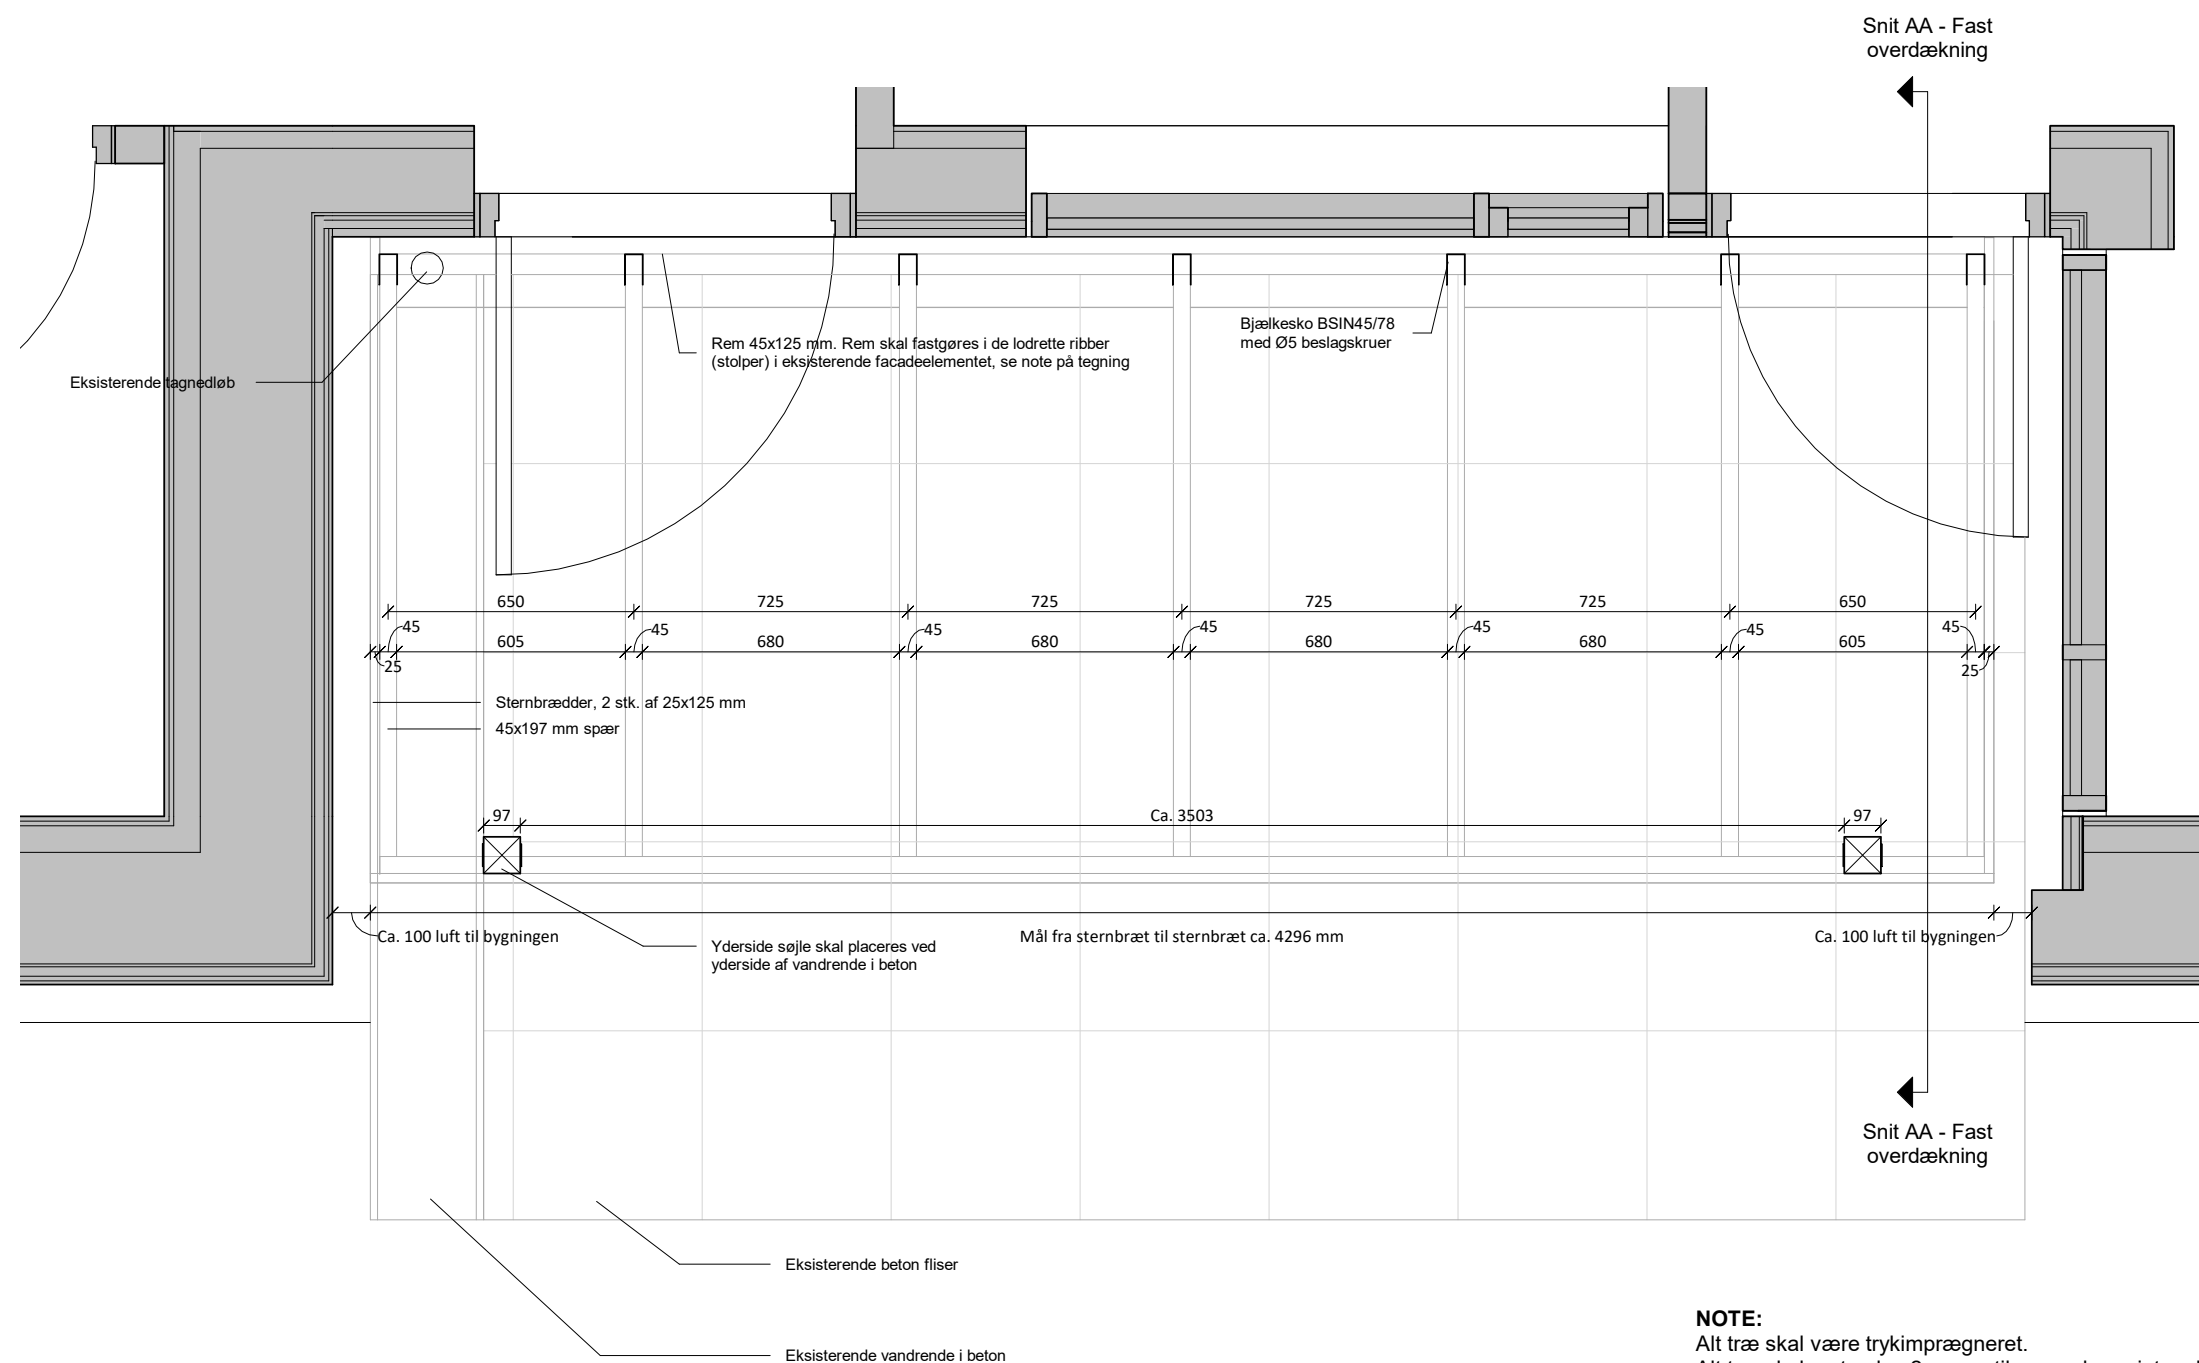 Snit AA - Fast
overdækning
Rem 45x125 mm. Rem skal fastgøres i de lodrette ribber
(stolper) i eksisterende facadeelementet, se note på tegning
Bjælkesko BSIN45/78
med Ø5 beslagskruer
Eksisterende tagnedløb
650 725 725 725 725 650
45 45 45 45 45 45 45
605 680 680 680 680 605
25 25
Sternbrædder, 2 stk. af 25x125 mm
45x197 mm spær
97 Ca. 3503 97
Ca. 100 luft til bygningen
Mål fra sternbræt til sternbræt ca. 4296 mm
Ca. 100 luft til bygningen
Yderside søjle skal placeres ved
yderside af vandrende i beton
Snit AA - Fast
overdækning
Eksisterende beton fliser
Eksisterende vandrende i beton
NOTE:
Alt træ skal være trykimprægneret.